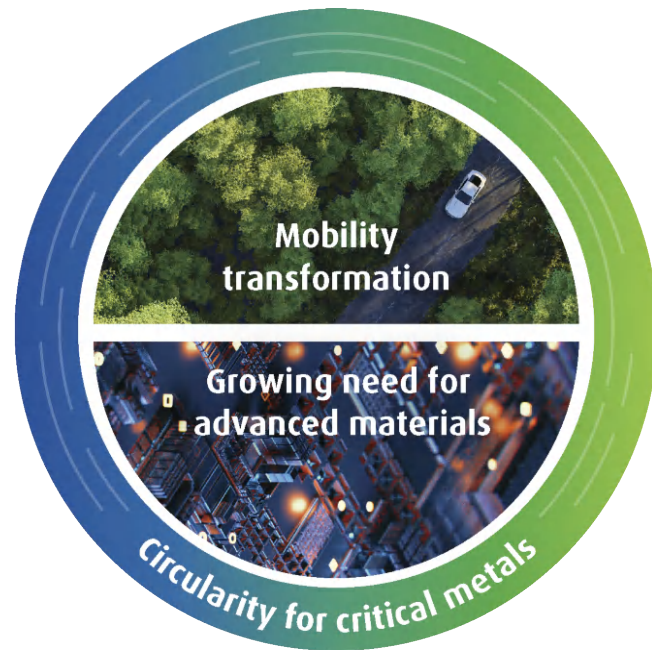 Mobility
transformation
Growing need for
advanced materials
Circularity for critical metals